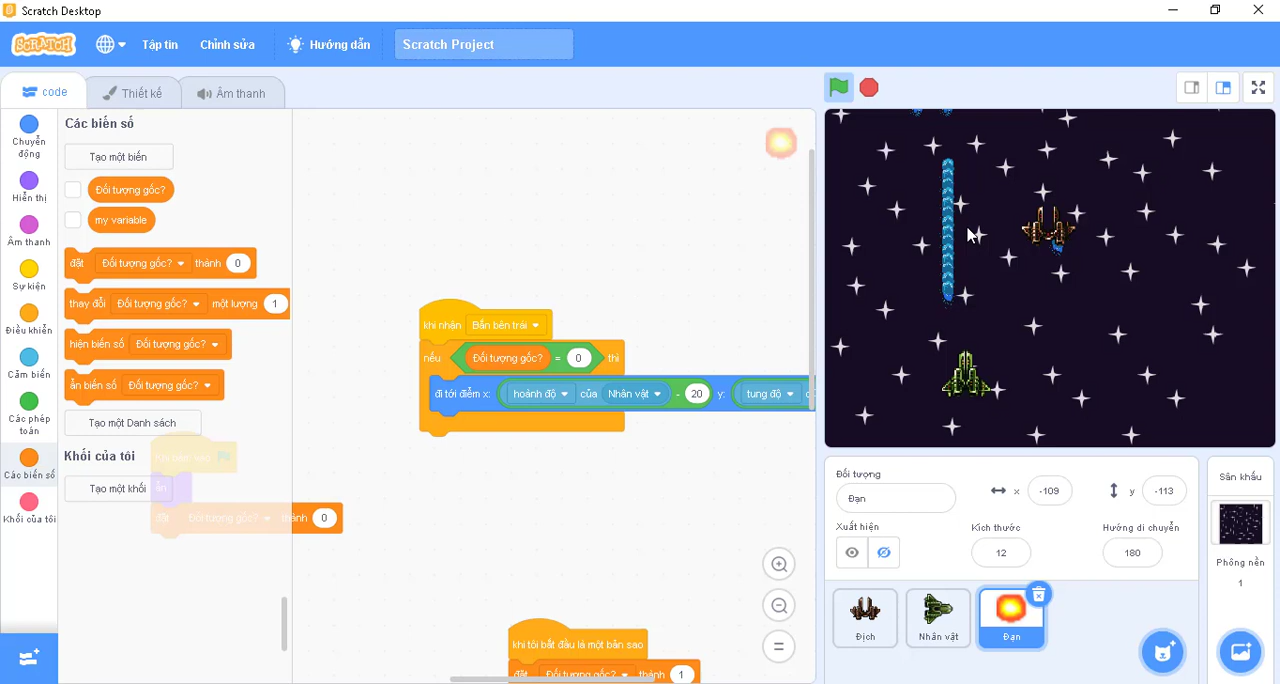 Scratch Desktop
SCRATCH
Tập tin
Chỉnh sửa
Hướng dẫn
Scratch Project
code
Thiết kế
Âm thanh
Chuyển động
Hiển thị
Âm thanh
Sự kiện
Điều khiển
Cảm biến
Các phép toán
Các biến số
Khối của tôi
Các biến số
Tạo một biến
Đối tượng gốc?
my variable
đặt Đối tượng gốc? thành 0
thay đổi Đối tượng gốc? một lượng 1
hiện biến số Đối tượng gốc?
ẩn biến số Đối tượng gốc?
Tạo một Danh sách
Khối của tôi
Tạo một khối
ẩn
đặt Đối tượng gốc? thành 0
khi nhận Bắn bên trái
nếu Đối tượng gốc? = 0 thì
đi tới điểm x: hoành độ của Nhân vật - 20 y: tung độ
khi tôi bắt đầu là một bản sao
đặt Đối tượng gốc? thành 1
Đối tượng
Đạn
x -109
y -113
Xuất hiện
Kích thước
12
Hướng di chuyển
180
Địch
Nhân vật
Đạn
Sân khấu
Phông nền
1